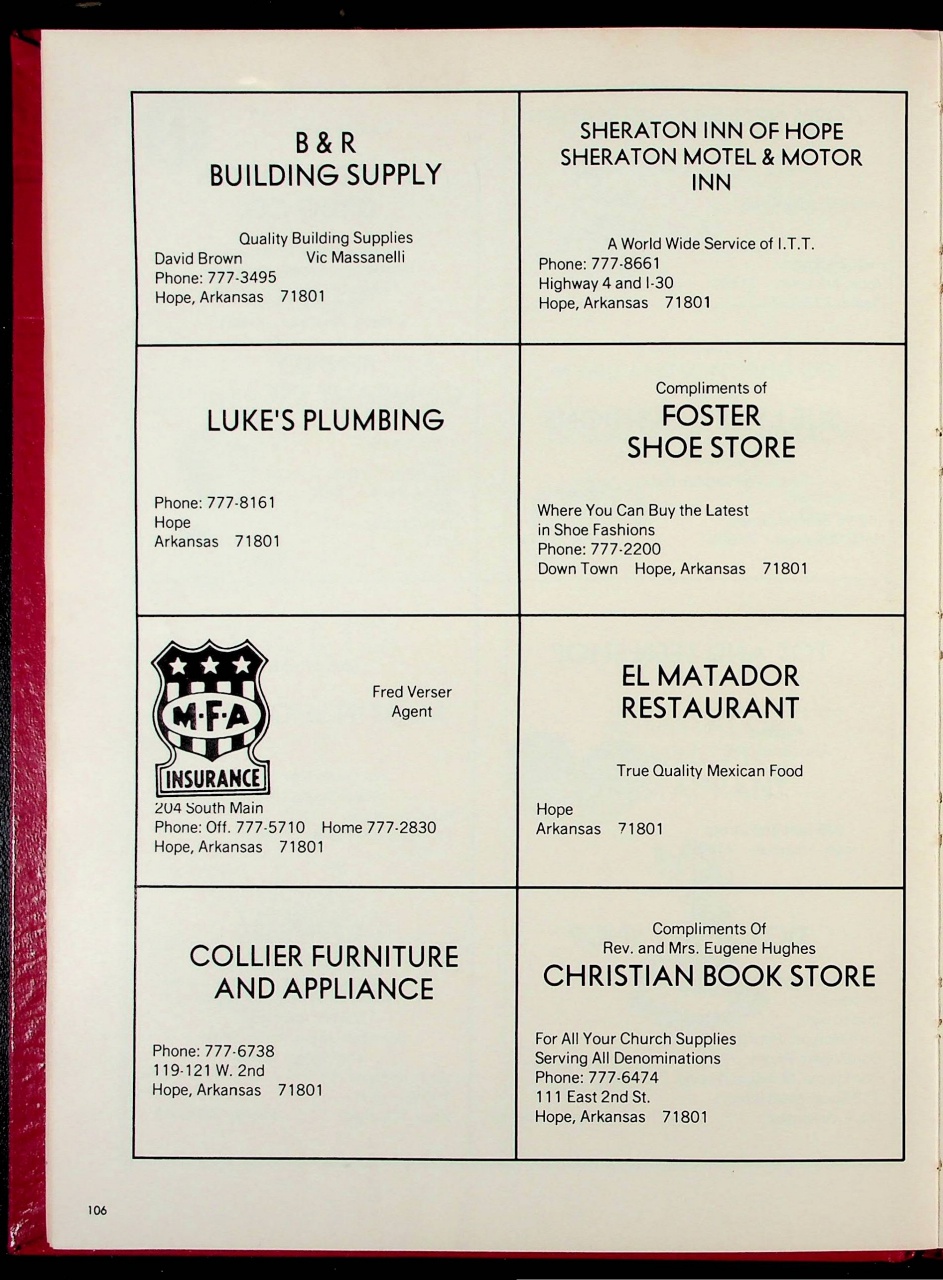 B & R
BUILDING SUPPLY
Quality Building Supplies
David Brown Vic Massanelli
Phone: 777-3495
Hope, Arkansas 71801
SHERATON INN OF HOPE
SHERATON MOTEL & MOTOR
INN
A World Wide Service of I.T.T.
Phone: 777-8661
Highway 4 and I-30
Hope, Arkansas 71801
LUKE'S PLUMBING
Phone: 777-8161
Hope
Arkansas 71801
Compliments of
FOSTER
SHOE STORE
Where You Can Buy the Latest
in Shoe Fashions
Phone: 777-2200
Down Town Hope, Arkansas 71801
M·F·A
INSURANCE
Fred Verser
Agent
204 South Main
Phone: Off. 777-5710 Home 777-2830
Hope, Arkansas 71801
EL MATADOR
RESTAURANT
True Quality Mexican Food
Hope
Arkansas 71801
COLLIER FURNITURE
AND APPLIANCE
Phone: 777-6738
119-121 W. 2nd
Hope, Arkansas 71801
Compliments Of
Rev. and Mrs. Eugene Hughes
CHRISTIAN BOOK STORE
For All Your Church Supplies
Serving All Denominations
Phone: 777-6474
111 East 2nd St.
Hope, Arkansas 71801
106